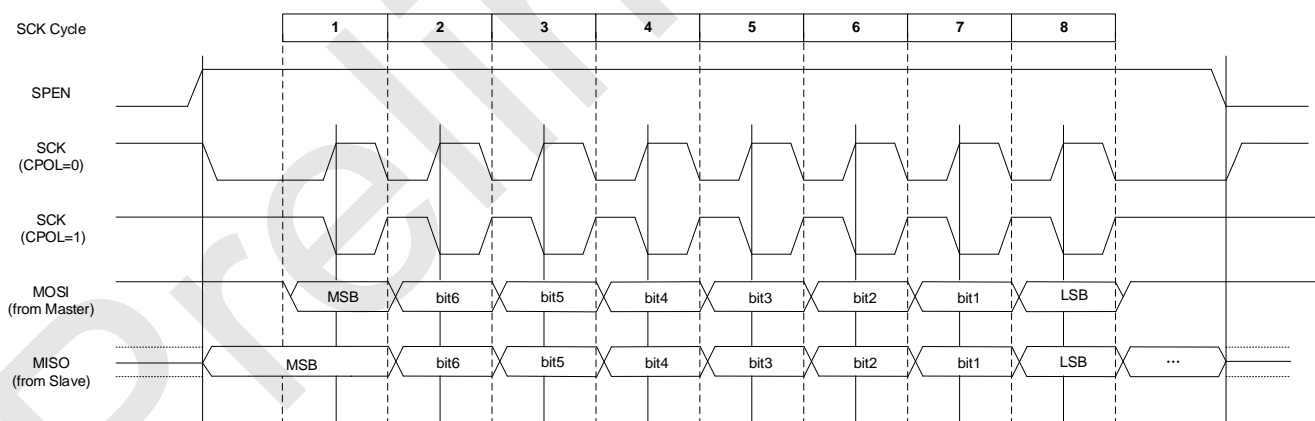 SCK Cycle
1 2 3 4 5 6 7 8
SPEN
SCK
(CPOL=0)
SCK
(CPOL=1)
MOSI
(from Master)
MSB bit6 bit5 bit4 bit3 bit2 bit1 LSB
MISO
(from Slave)
MSB bit6 bit5 bit4 bit3 bit2 bit1 LSB ...